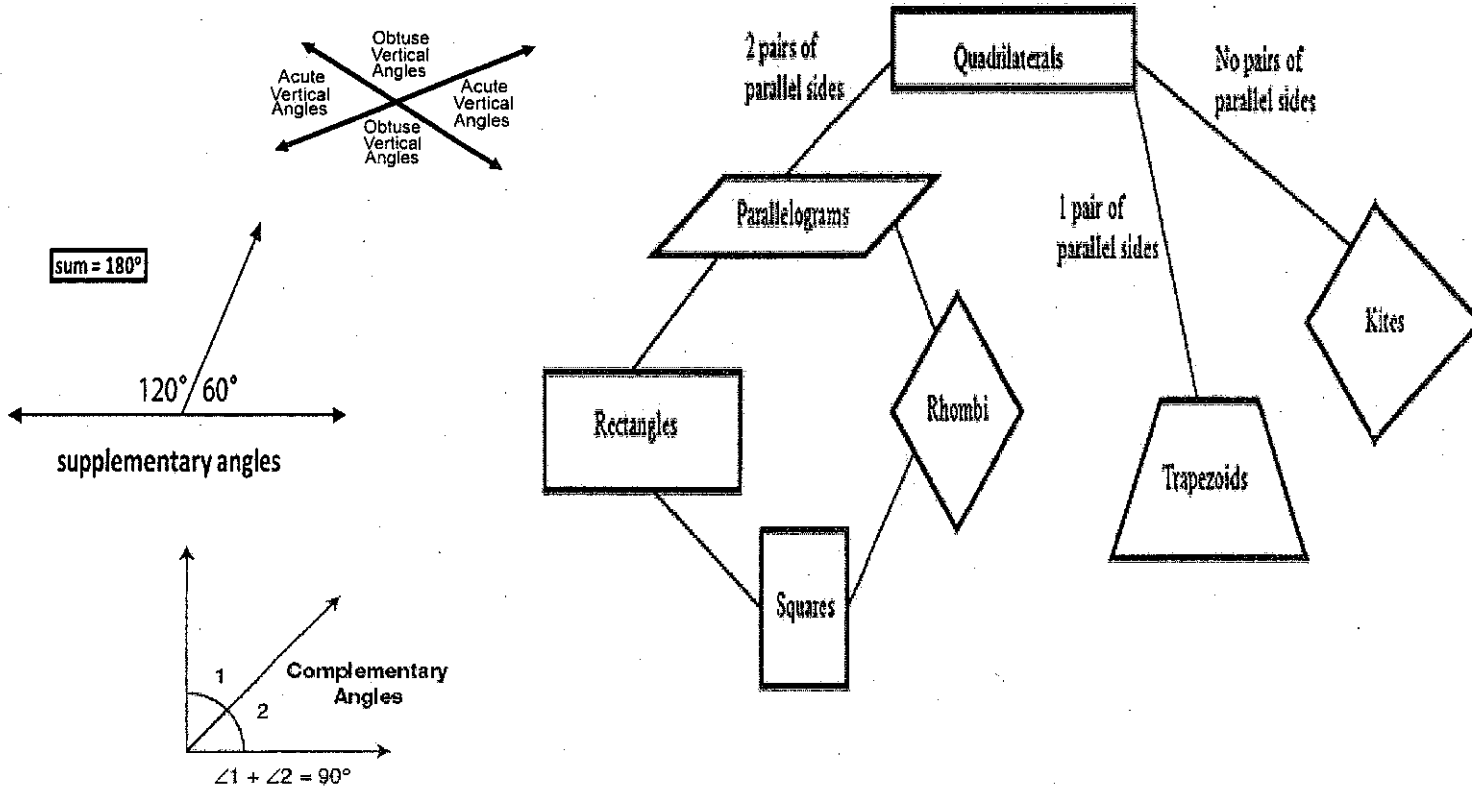 Obtuse
Vertical
Angles
Acute
Vertical
Angles
Acute
Vertical
Angles
Obtuse
Vertical
Angles
sum = 180°
120° 60°
supplementary angles
1
2
Complementary
Angles
∠1 + ∠2 = 90°
Quadrilaterals
2 pairs of
parallel sides
No pairs of
parallel sides
1 pair of
parallel sides
Parallelograms
Kites
Rectangles
Rhombi
Trapezoids
Squares